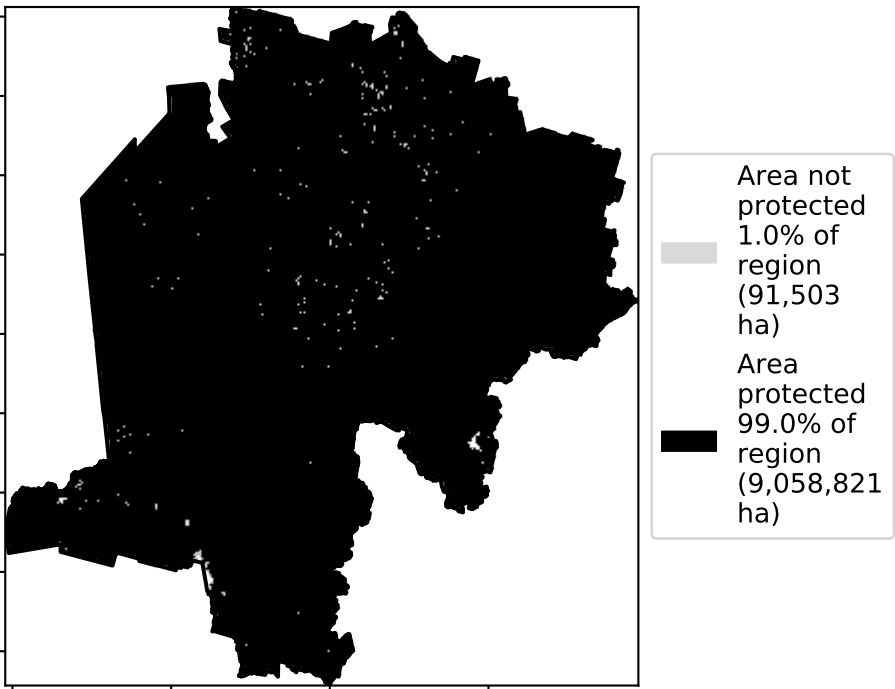 Area not
protected
1.0% of
region
(91,503
ha)
Area
protected
99.0% of
region
(9,058,821
ha)